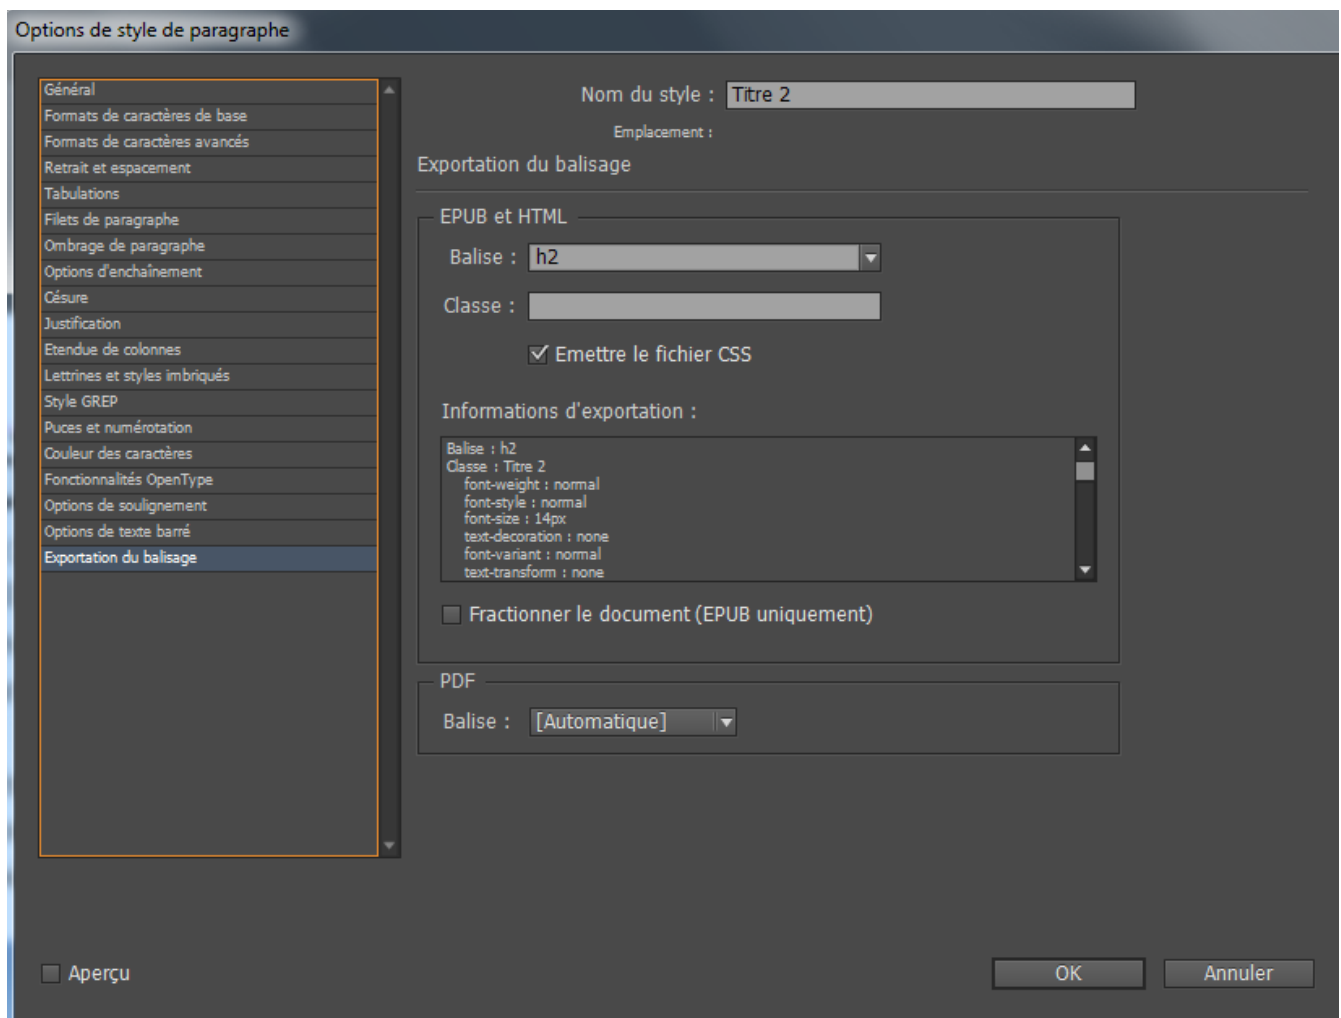 Options de style de paragraphe
Général
Formats de caractères de base
Formats de caractères avancés
Retrait et espacement
Tabulations
Filets de paragraphe
Ombrage de paragraphe
Options d'enchaînement
Césure
Justification
Etendue de colonnes
Lettrines et styles imbriqués
Style GREP
Puces et numérotation
Couleur des caractères
Fonctionnalités OpenType
Options de soulignement
Options de texte barré
Exportation du balisage
Nom du style : Titre 2
Emplacement :
Exportation du balisage
EPUB et HTML
Balise : h2
Classe :
Emettre le fichier CSS
Informations d'exportation :
Balise : h2
Classe : Titre 2
font-weight : normal
font-style : normal
font-size : 14px
text-decoration : none
font-variant : normal
text-transform : none
Fractionner le document (EPUB uniquement)
PDF
Balise : [Automatique]
Aperçu
OK
Annuler